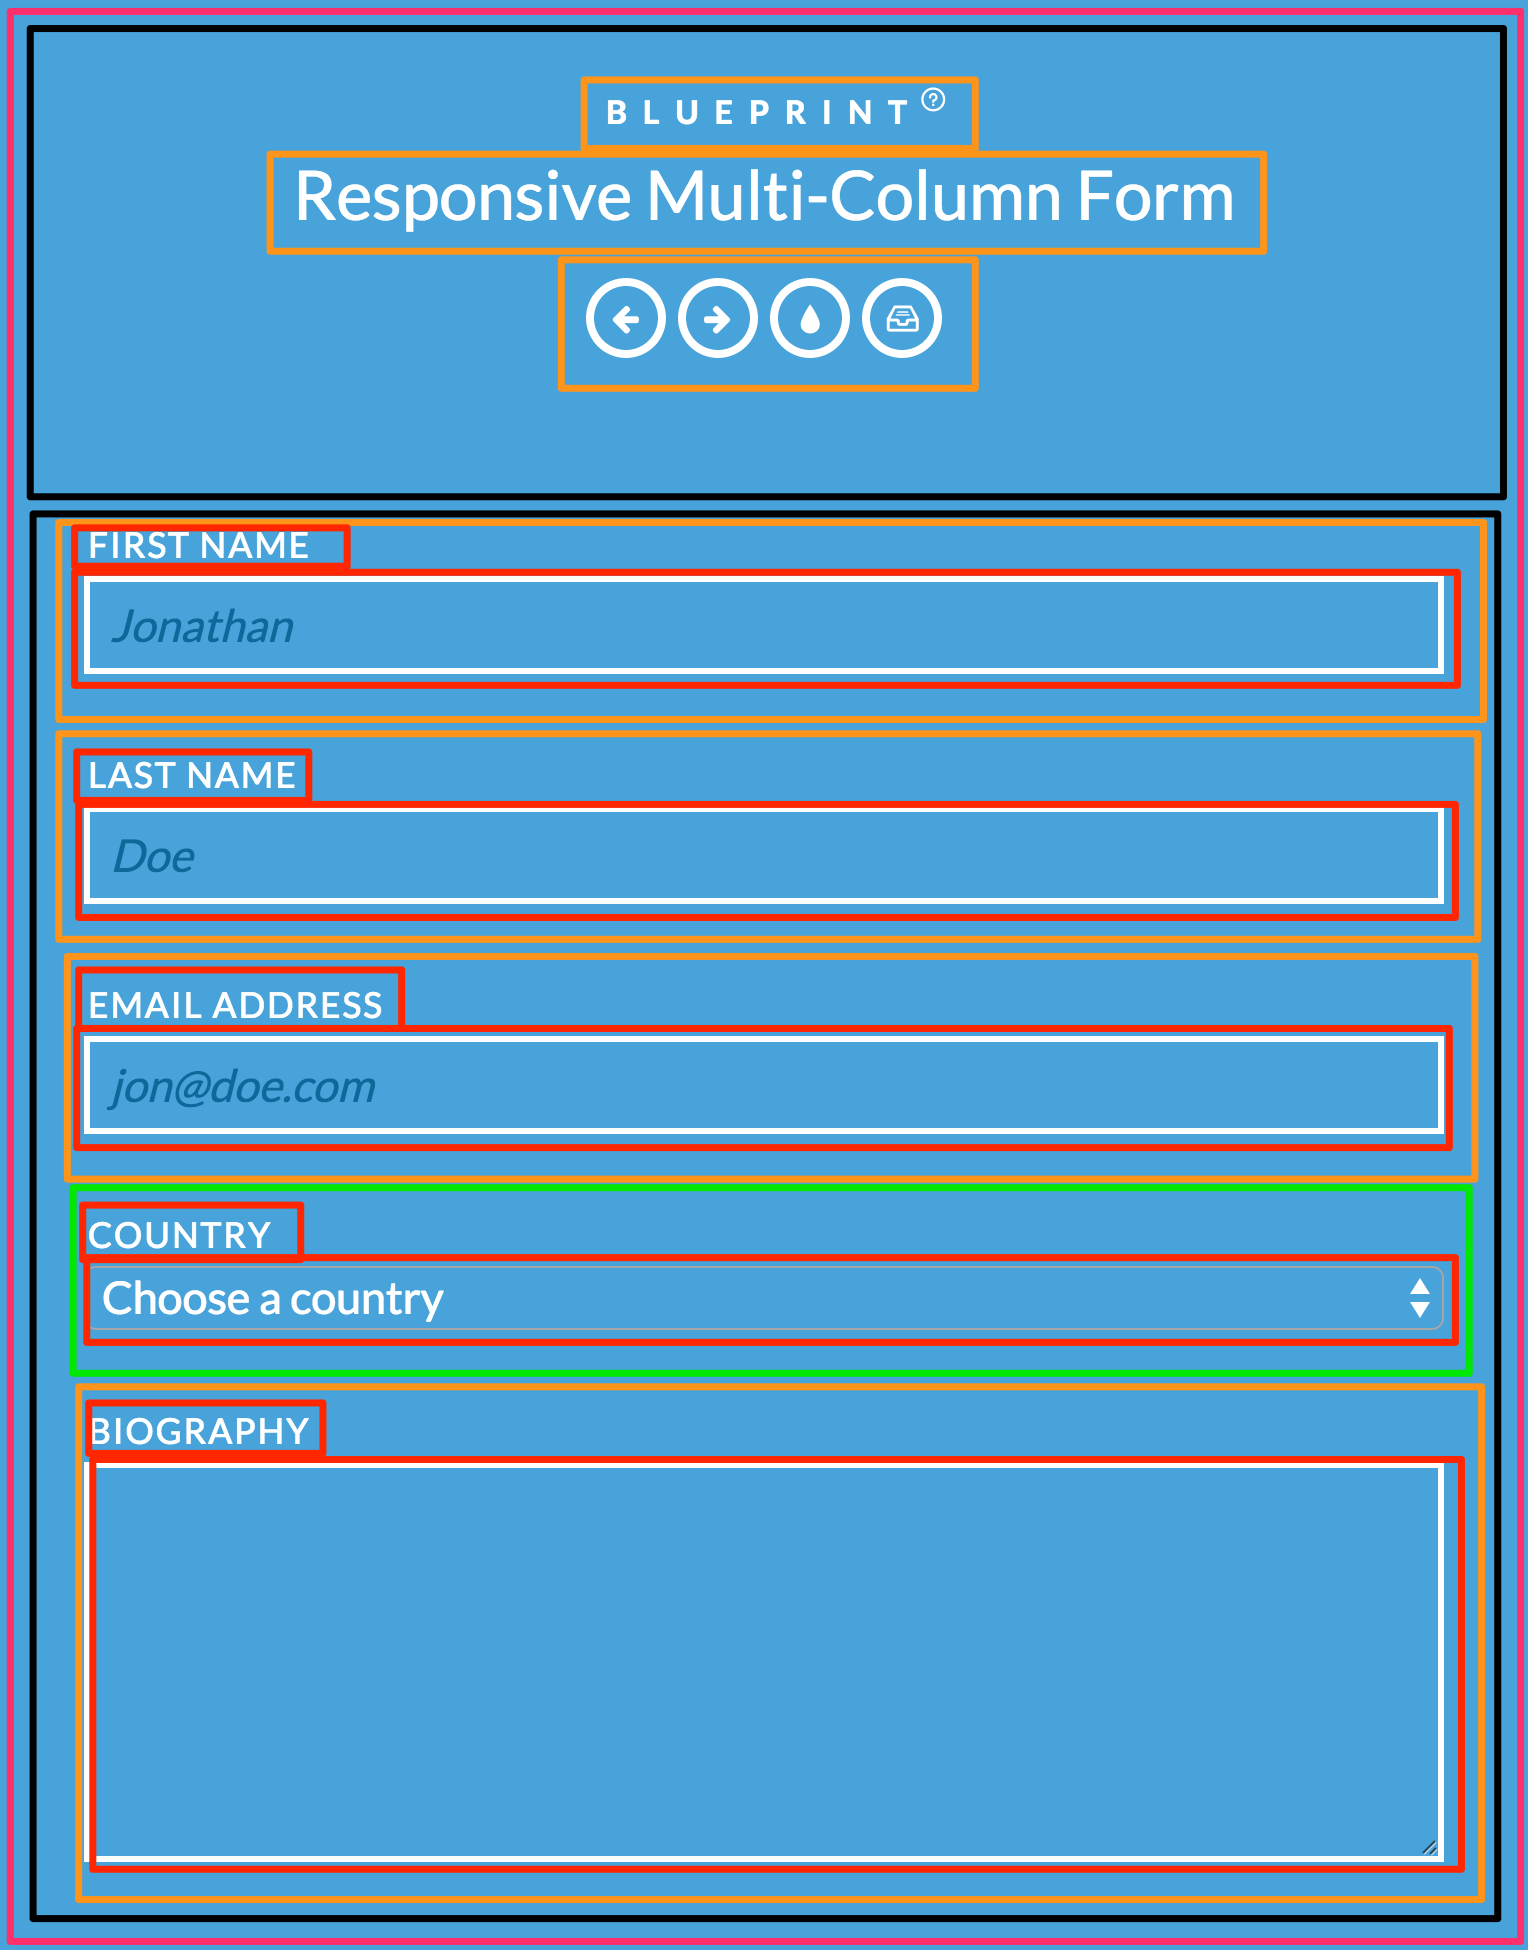 BLUEPRINT?
Responsive Multi-Column Form
FIRST NAME
Jonathan
LAST NAME
Doe
EMAIL ADDRESS
jon@doe.com
COUNTRY
Choose a country
BIOGRAPHY